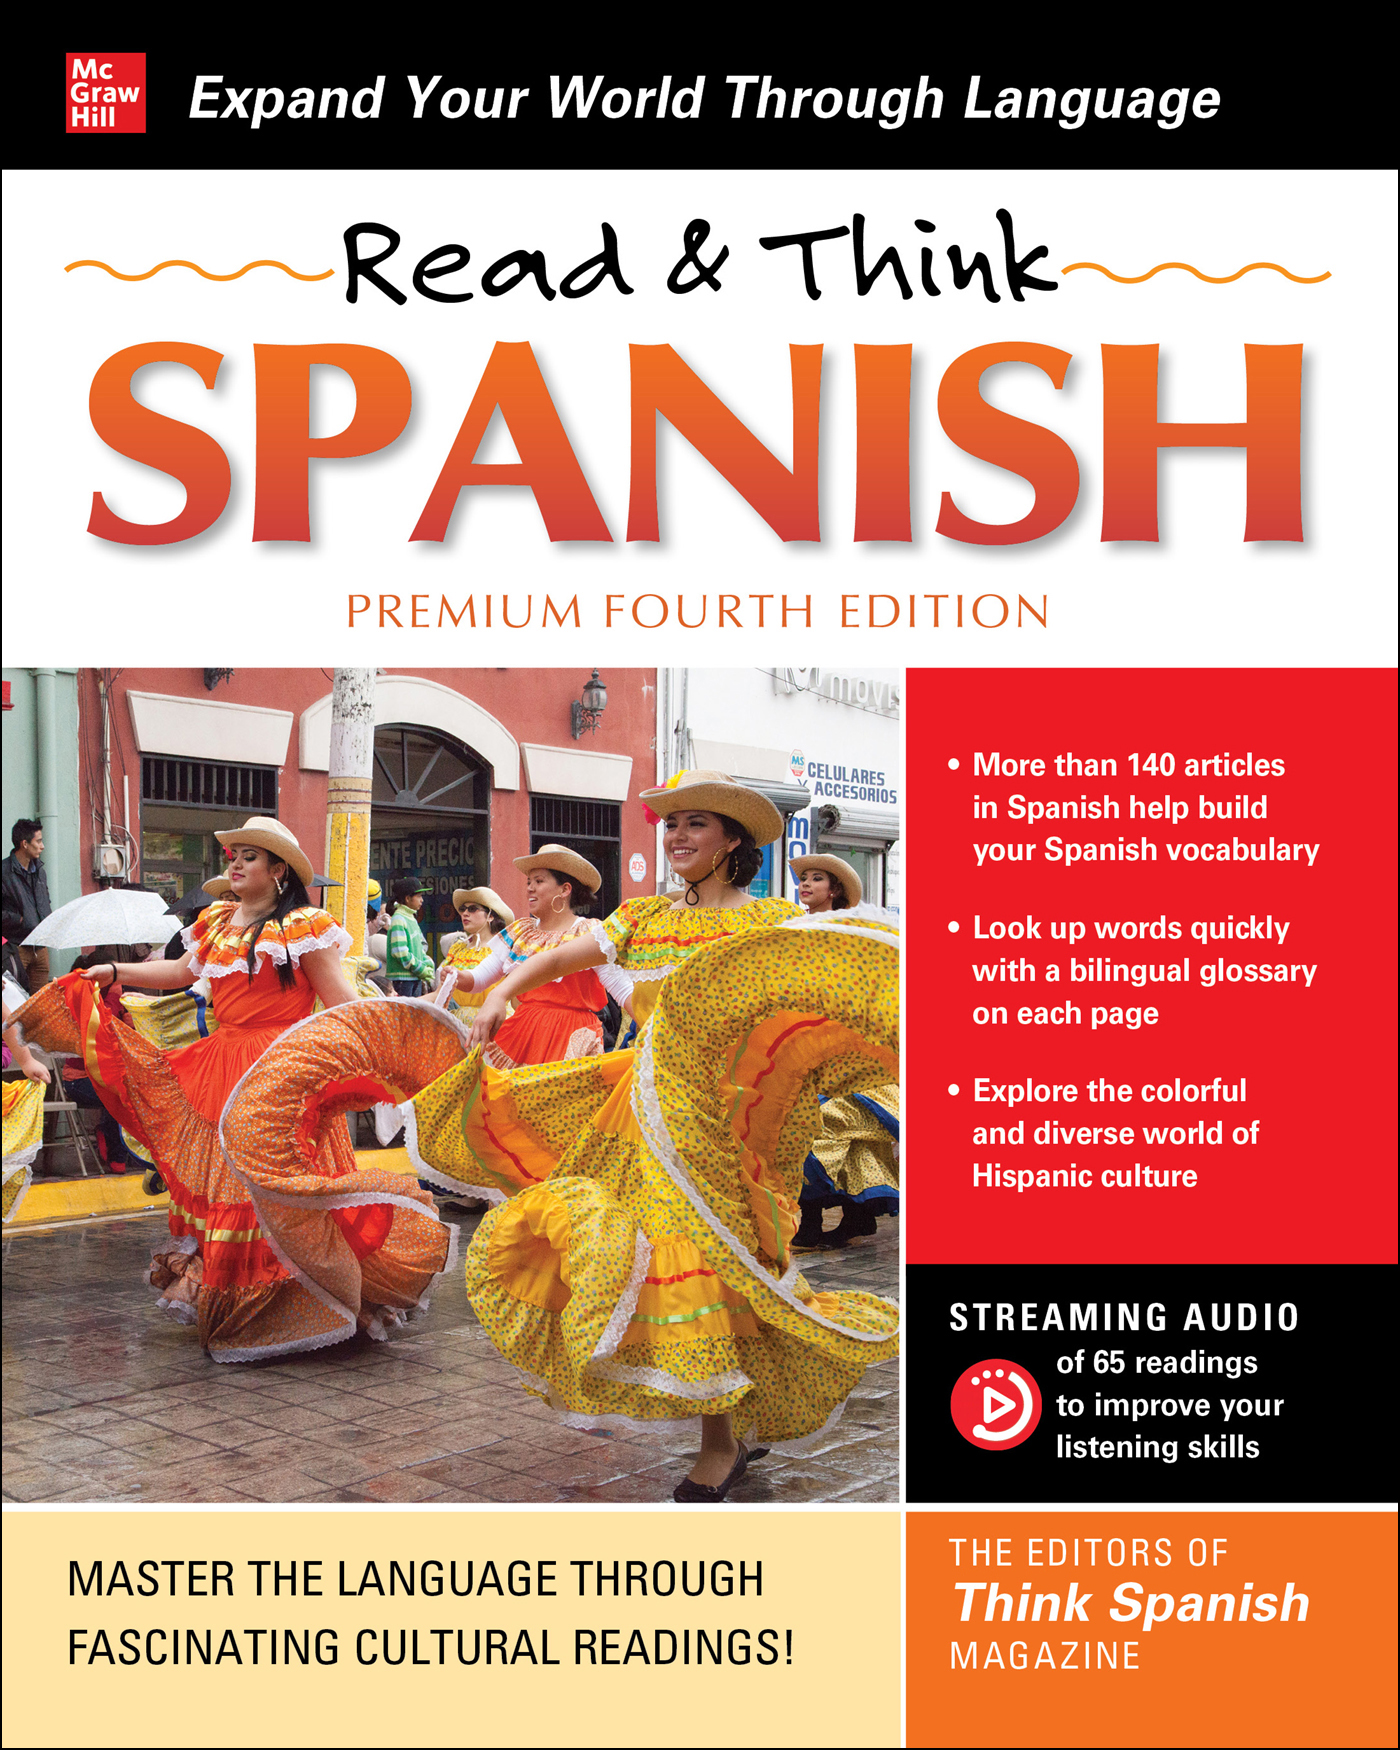 Mc
Graw
Hill
Expand Your World Through Language
Read & Think
SPANISH
PREMIUM FOURTH EDITION
MS
CELULARES
Y ACCESORIOS
ENTE PRECIO
• More than 140 articles
in Spanish help build
your Spanish vocabulary
• Look up words quickly
with a bilingual glossary
on each page
• Explore the colorful
and diverse world of
Hispanic culture
STREAMING AUDIO
of 65 readings
to improve your
listening skills
MASTER THE LANGUAGE THROUGH
FASCINATING CULTURAL READINGS!
THE EDITORS OF
Think Spanish
MAGAZINE